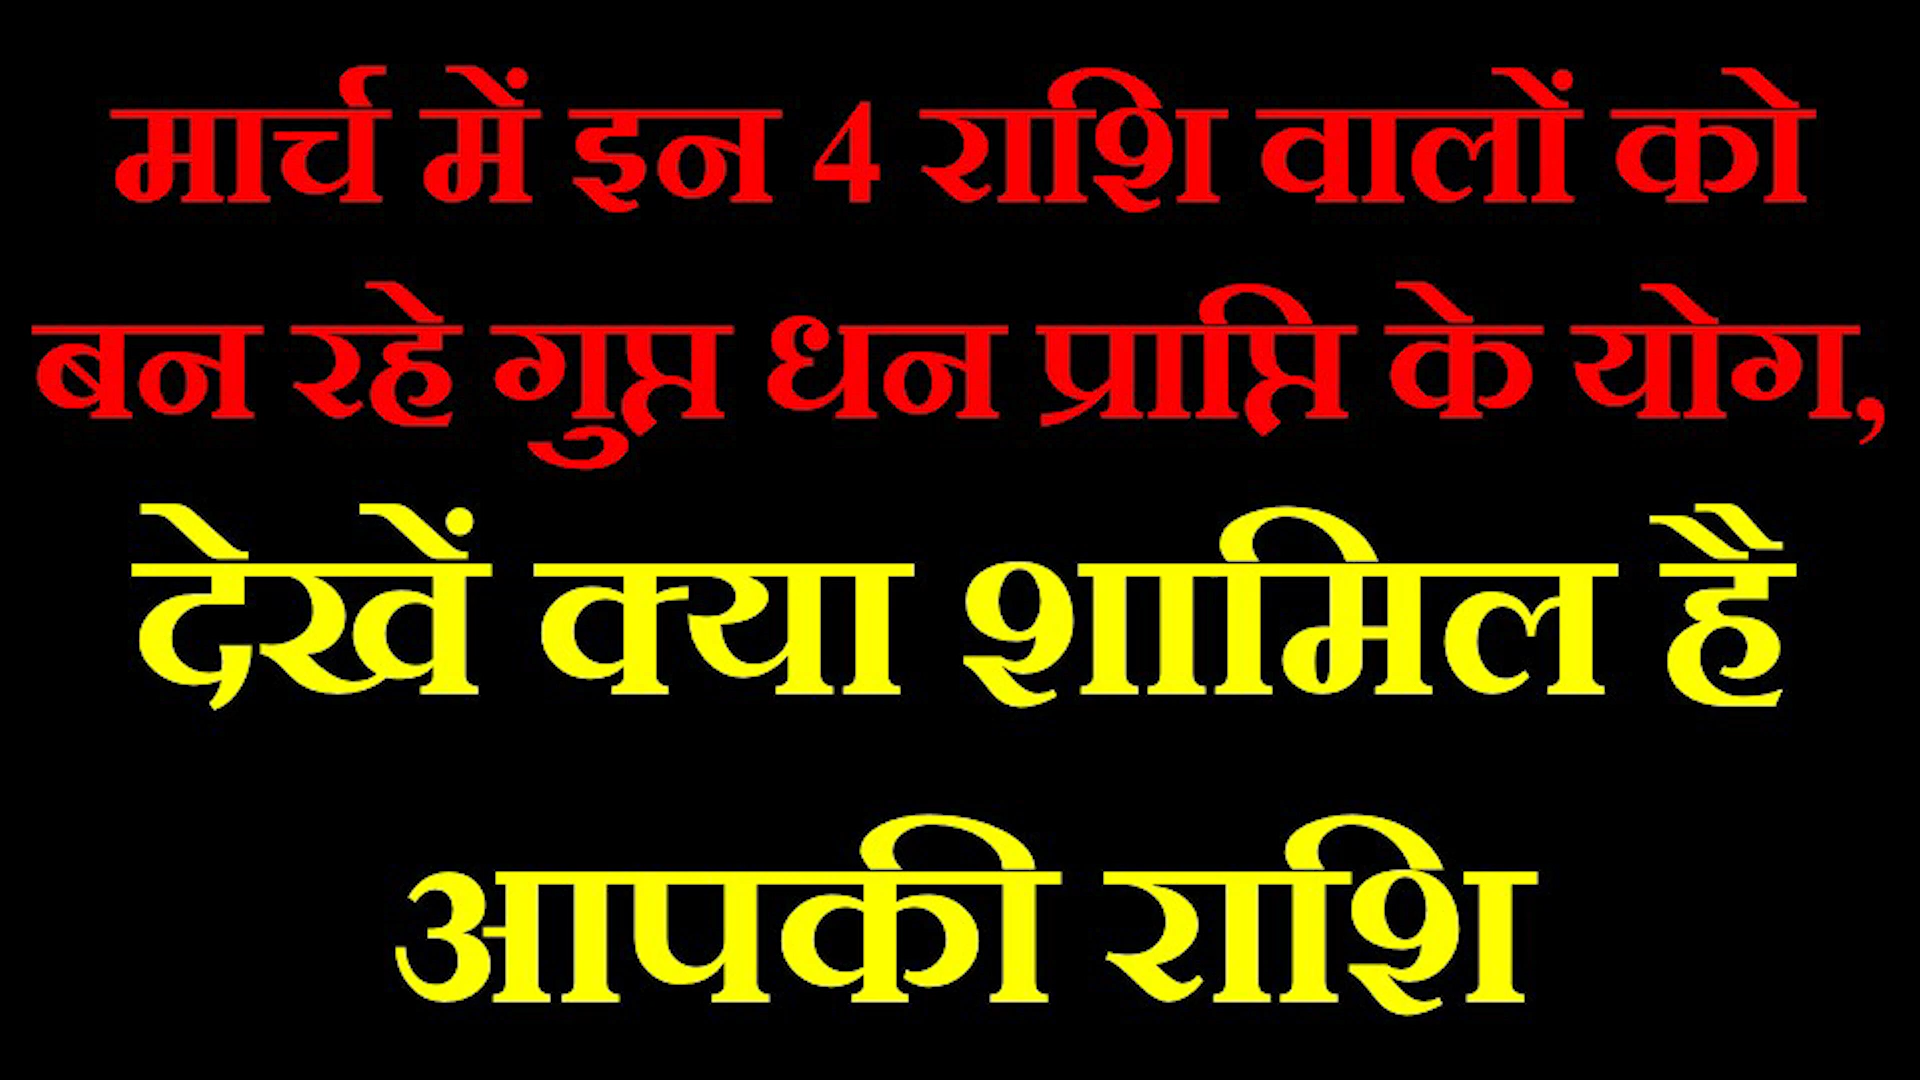 मार्च में इन 4 राशि वालों को
बन रहे गुप्त धन प्राप्ति के योग,
देखें क्या शामिल है
आपकी राशि